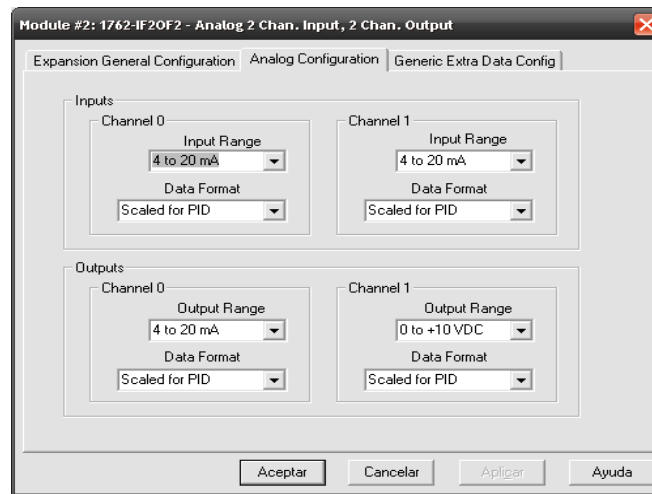 Module #2: 1762-IF2OF2 - Analog 2 Chan. Input, 2 Chan. Output
Expansion General Configuration Analog Configuration Generic Extra Data Config
Inputs
Channel 0 Channel 1
Input Range Input Range
4 to 20 mA 4 to 20 mA
Data Format Data Format
Scaled for PID Scaled for PID
Outputs
Channel 0 Channel 1
Output Range Output Range
4 to 20 mA 0 to +10 VDC
Data Format Data Format
Scaled for PID Scaled for PID
Aceptar Cancelar Aplicar Ayuda